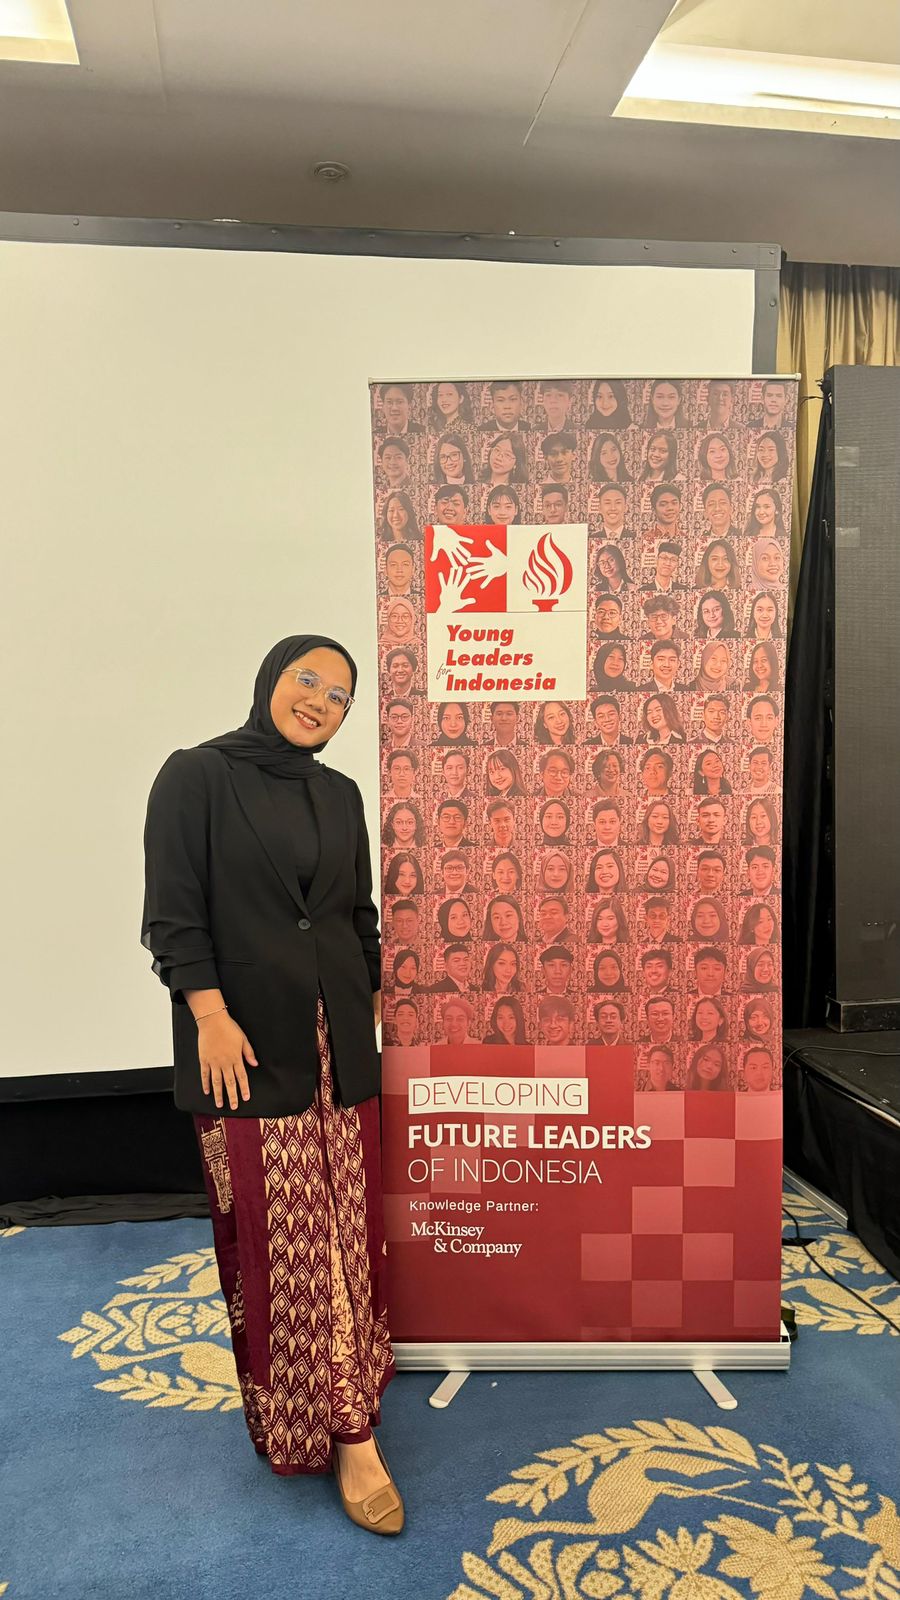 Young
Leaders
for
Indonesia
DEVELOPING
FUTURE LEADERS
OF INDONESIA
Knowledge Partner:
McKinsey
& Company